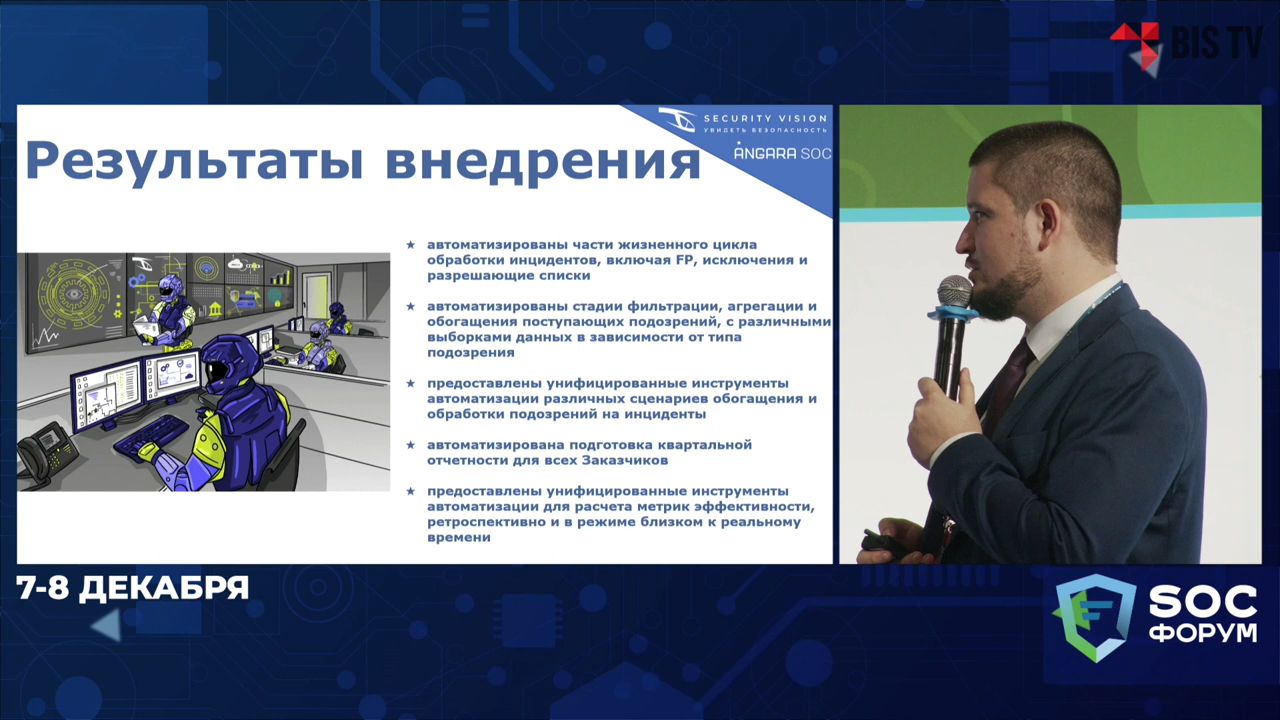 BIS TV
SECURITY VISION
УВИДЕТЬ БЕЗОПАСНОСТЬ
ANGARA SOC
Результаты внедрения
★ автоматизированы части жизненного цикла
обработки инцидентов, включая FP, исключения и
разрешающие списки
★ автоматизированы стадии фильтрации, агрегации и
обогащения поступающих подозрений, с различными
выборками данных в зависимости от типа
подозрения
★ предоставлены унифицированные инструменты
автоматизации различных сценариев обогащения и
обработки подозрений на инциденты
★ автоматизирована подготовка квартальной
отчетности для всех Заказчиков
★ предоставлены унифицированные инструменты
автоматизации для расчета метрик эффективности,
ретроспективно и в режиме близком к реальному
времени
7-8 ДЕКАБРЯ
SOC
ФОРУМ